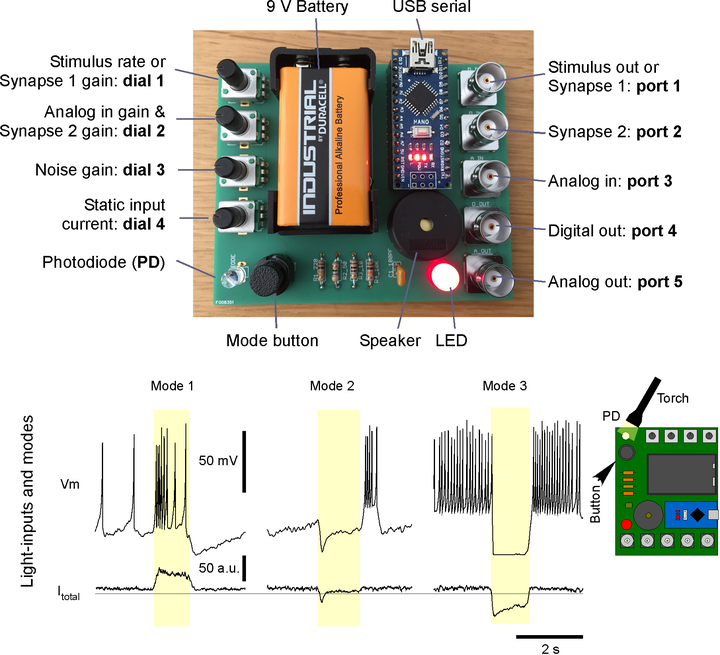 9 V Battery
USB serial
Stimulus rate or
Synapse 1 gain: dial 1
Analog in gain &
Synapse 2 gain: dial 2
Noise gain: dial 3
Static input
current: dial 4
Photodiode (PD)
INDUSTRIAL
BY DURACELL
Professional Alkaline Battery
NANO
A_IN
D_OUT
A_OUT
Stimulus out or
Synapse 1: port 1
Synapse 2: port 2
Analog in: port 3
Digital out: port 4
Analog out: port 5
Mode button
Speaker
LED
Light-inputs and modes
Mode 1
Mode 2
Mode 3
Vm
50 mV
50 a.u.
Itotal
2 s
PD
Torch
Button